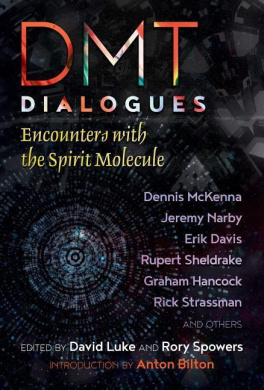 DMT
DIALOGUES
Encounters with
the Spirit Molecule
Dennis McKenna
Jeremy Narby
Erik Davis
Rupert Sheldrake
Graham Hancock
Rick Strassman
AND OTHERS
EDITED BY David Luke AND Rory Spowers
INTRODUCTION BY Anton Bilton